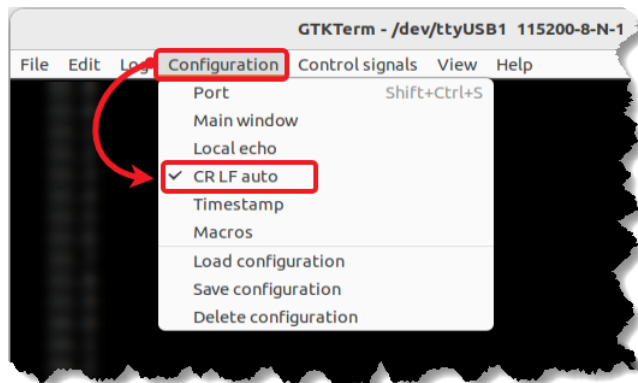 GTKTerm - /dev/ttyUSB1 115200-8-N-1
File Edit Log Configuration Control signals View Help
Port Shift+Ctrl+S
Main window
Local echo
CR LF auto
Timestamp
Macros
Load configuration
Save configuration
Delete configuration